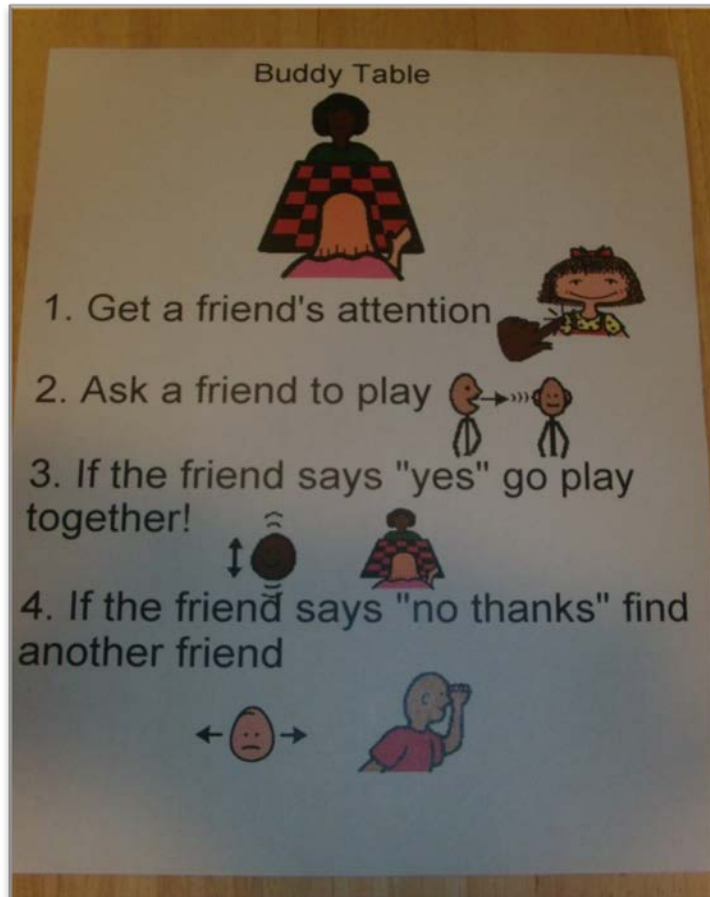 Buddy Table
1. Get a friend's attention
2. Ask a friend to play
3. If the friend says "yes" go play
together!
4. If the friend says "no thanks" find
another friend